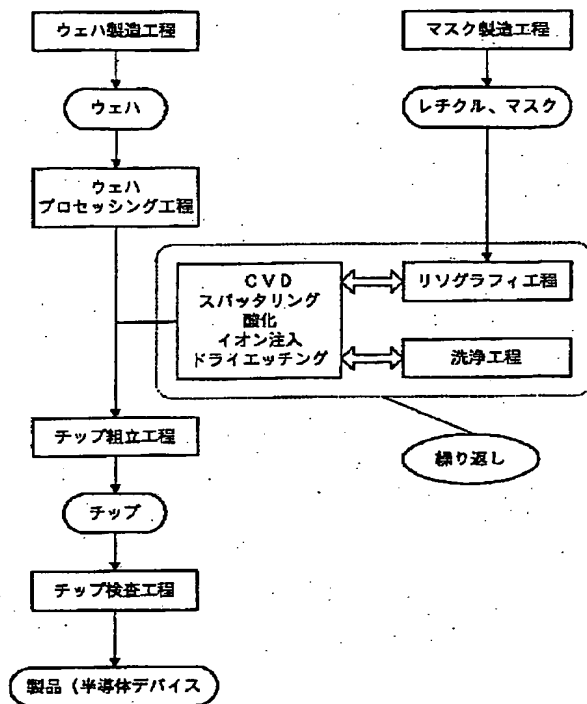 ウェハ製造工程
マスク製造工程
ウェハ
レチクル、マスク
ウェハ
プロセッシング工程
CVD
スパッタリング
酸化
イオン注入
ドライエッチング
リソグラフィ工程
洗浄工程
チップ組立工程
繰り返し
チップ
チップ検査工程
製品(半導体デバイス